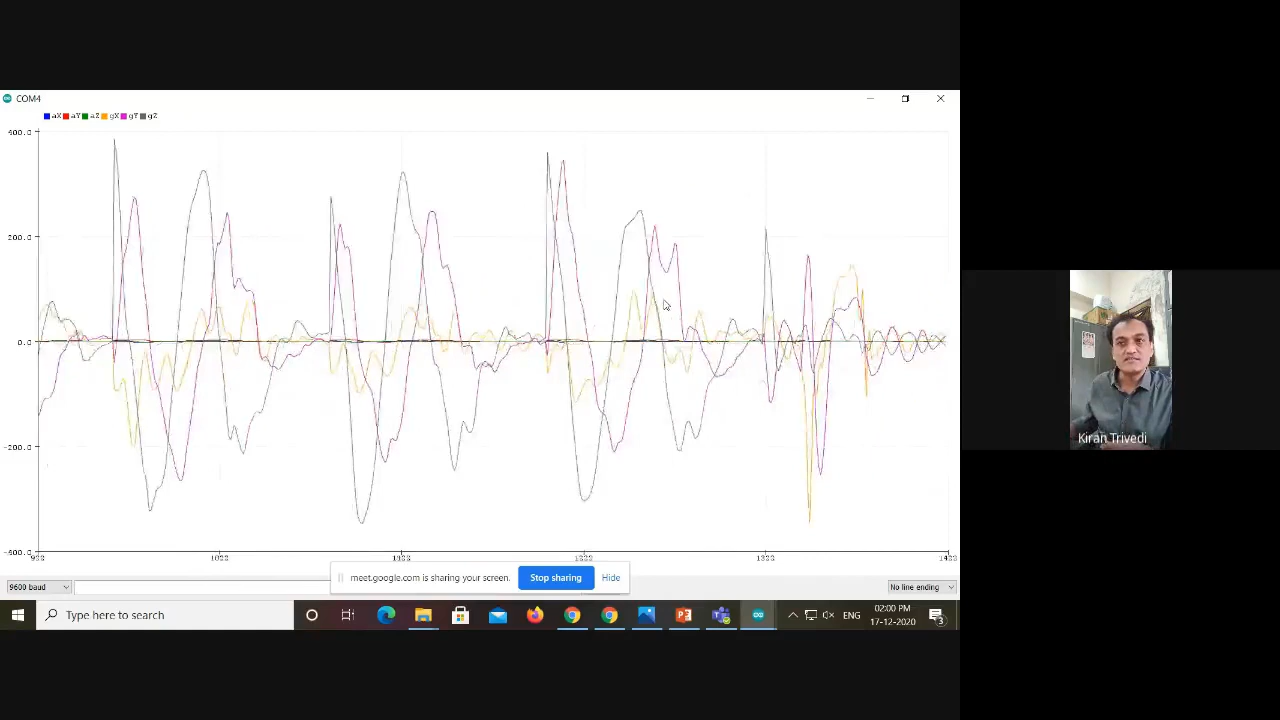 COM4
aX aY aZ gX gY gZ
400.0
200.0
0.0
-200.0
meet.google.com is sharing your screen. Stop sharing Hide
9600 baud
No line ending
Type here to search
ENG
02:00 PM
17-12-2020
3
Kiran Trivedi